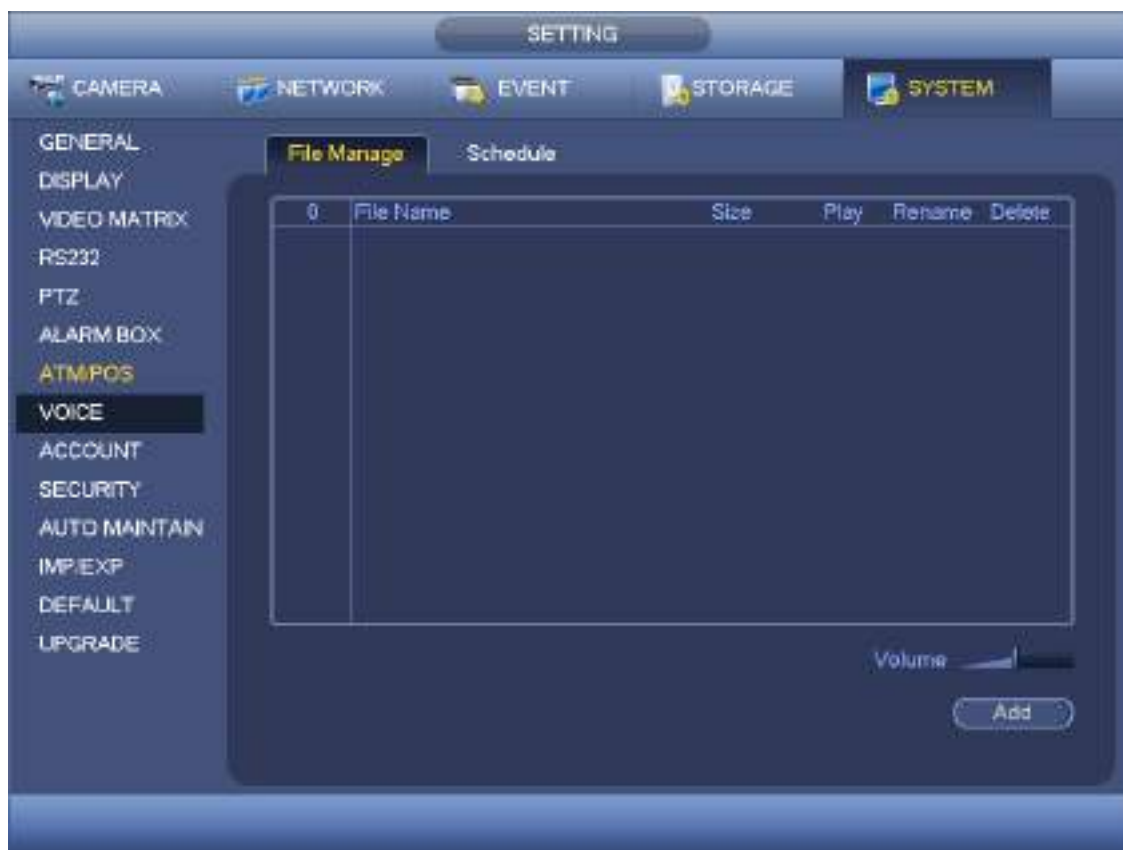 SETTING
CAMERA NETWORK EVENT STORAGE SYSTEM
GENERAL
DISPLAY
VIDEO MATRIX
RS232
PTZ
ALARM BOX
ATM/POS
VOICE
ACCOUNT
SECURITY
AUTO MAINTAIN
IMP/EXP
DEFAULT
UPGRADE
File Manage Schedule
0 File Name Size Play Rename Delete
Volume
Add